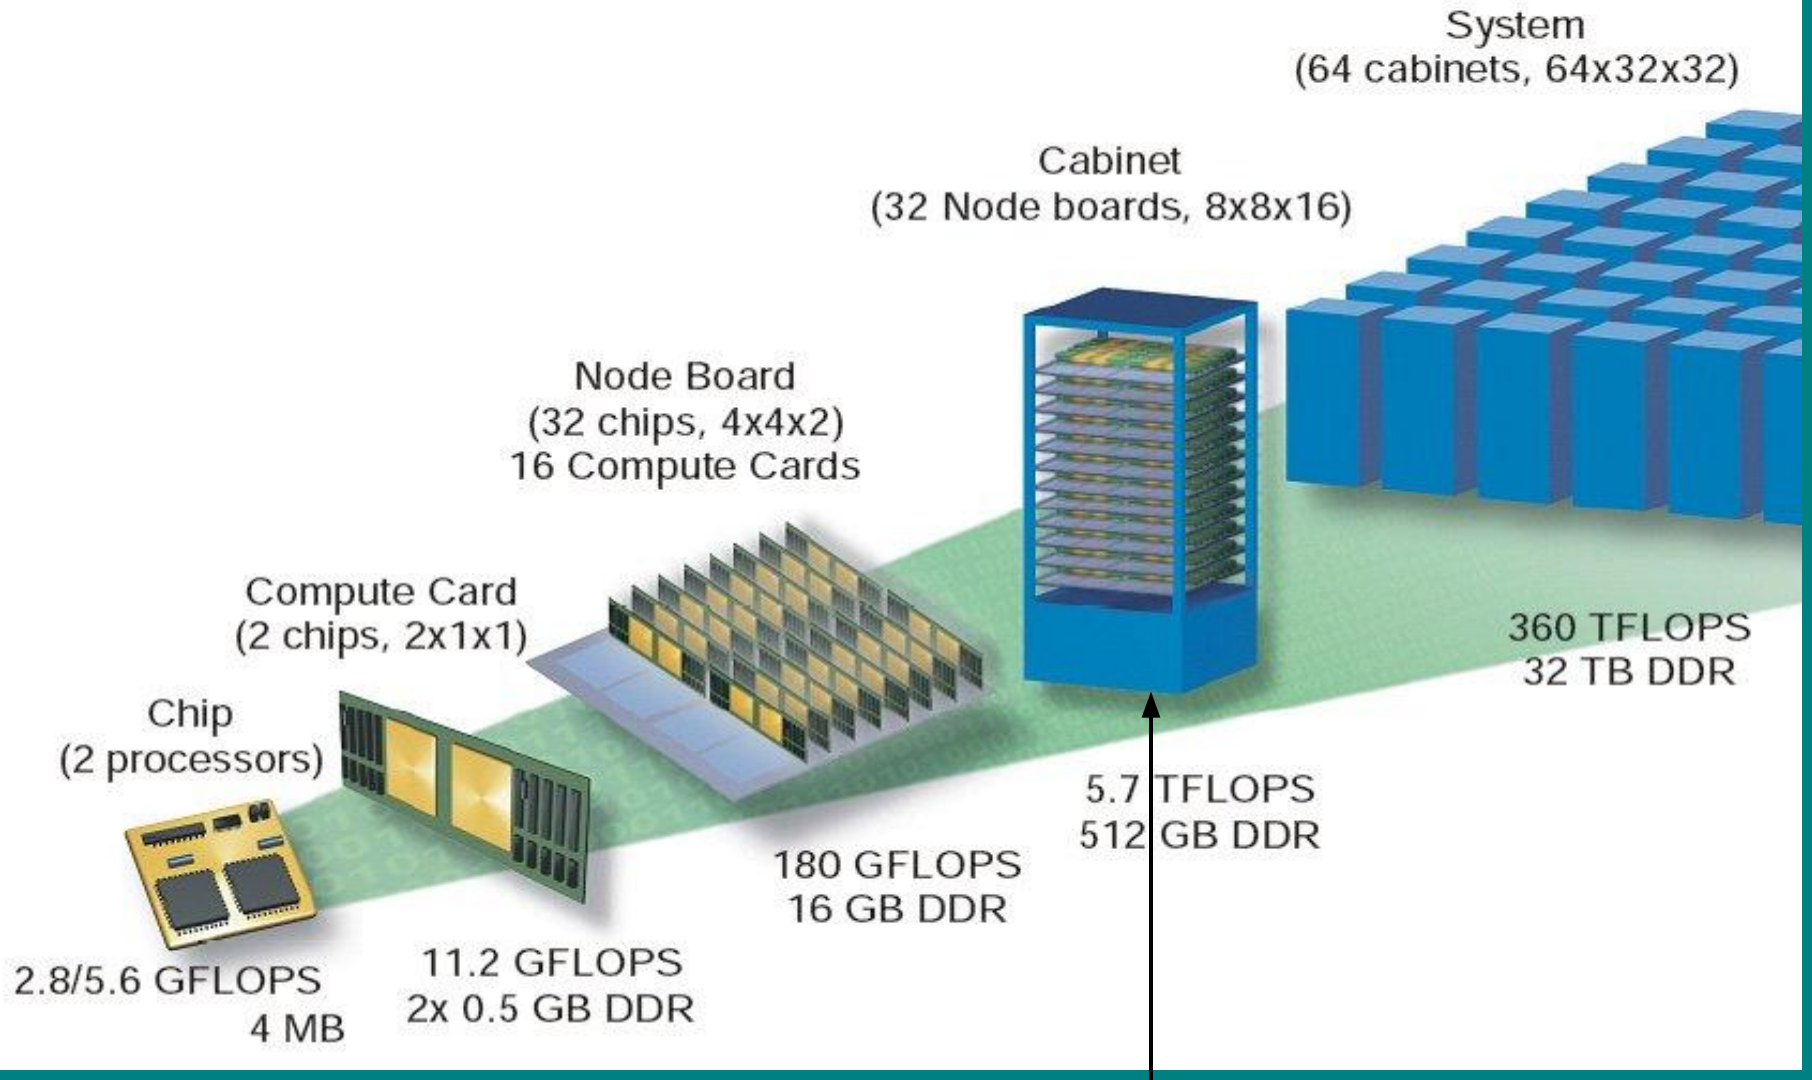 System
(64 cabinets, 64x32x32)
Cabinet
(32 Node boards, 8x8x16)
Node Board
(32 chips, 4x4x2)
16 Compute Cards
Compute Card
(2 chips, 2x1x1)
Chip
(2 processors)
360 TFLOPS
32 TB DDR
5.7 TFLOPS
512 GB DDR
180 GFLOPS
16 GB DDR
11.2 GFLOPS
2x 0.5 GB DDR
2.8/5.6 GFLOPS
4 MB